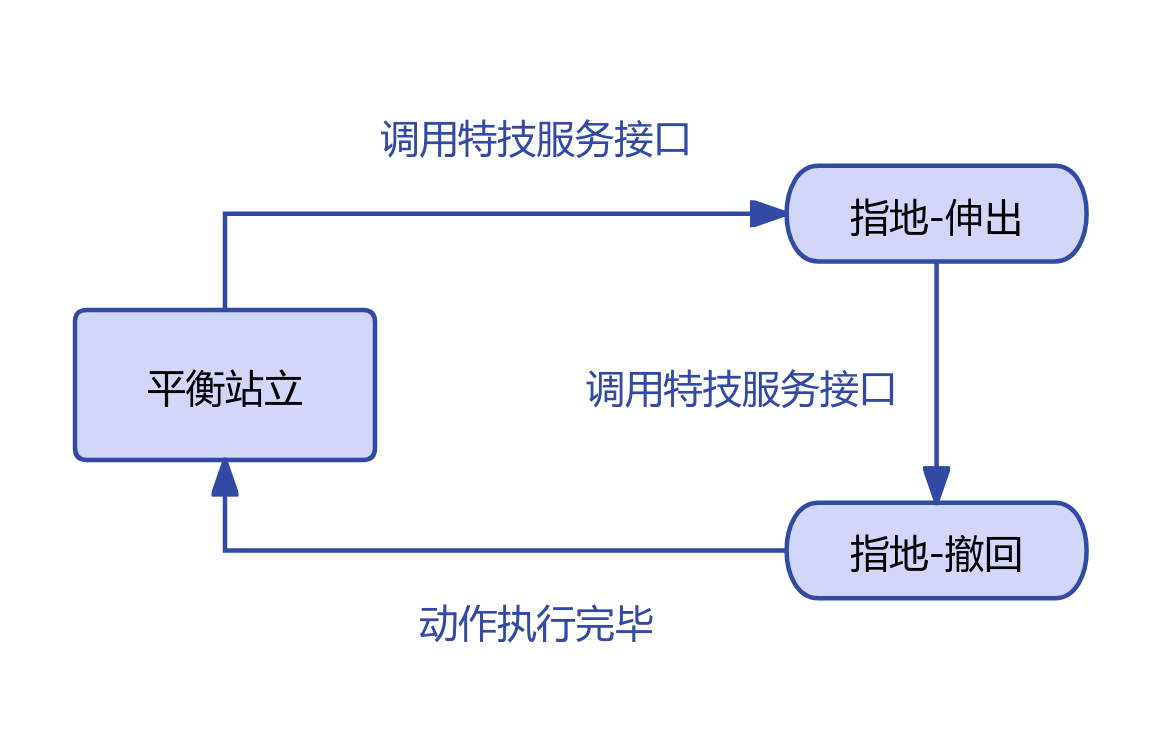 调用特技服务接口
指地-伸出
平衡站立
调用特技服务接口
指地-撤回
动作执行完毕